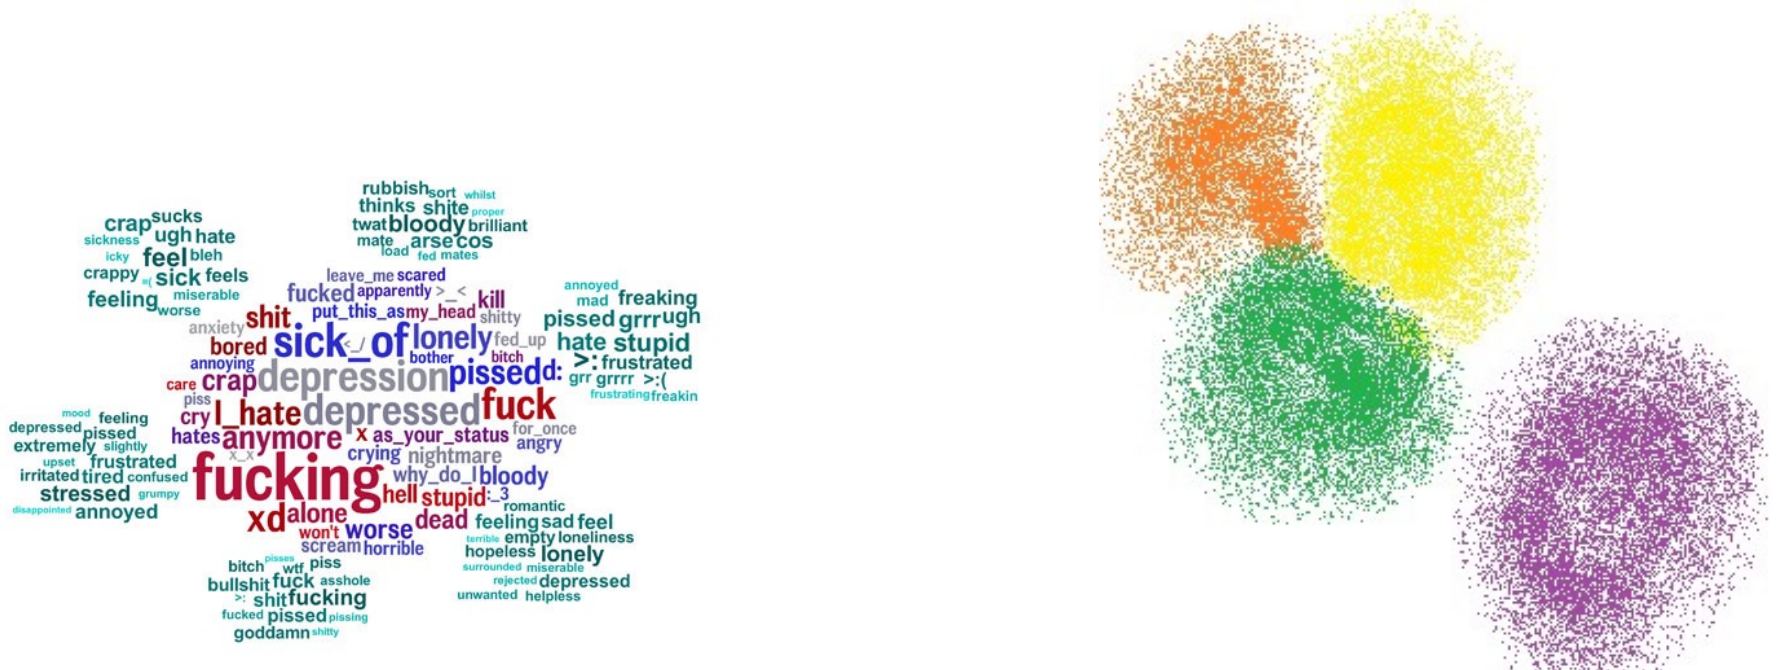 rubbish sort whilst
thinks shite proper
twat bloody brilliant
mate arse cos
load fed mates
crap sucks
sickness ugh hate
icky feel bleh
crappy =( sick feels
feeling miserable
worse
leave_me scared
fucked apparently >_< kill
shit put_this_as my_head shitty
anxiety sick_of <_/ lonely fed_up
bored bother bitch
annoying depression pissed d:
care crap
piss
cry I_hate depressed fuck
hates anymore x as_your_status for_once
x_x crying nightmare angry
fucking why_do_I bloody
hell stupid :_3
xd alone dead
won't worse
scream horrible
annoyed
mad freaking
pissed grrr ugh
hate stupid
>: frustrated
grr grrrr >:(
frustrating freakin
mood feeling
depressed pissed
extremely slightly
upset frustrated
irritated tired confused
stressed grumpy
disappointed annoyed
romantic
feeling sad feel
terrible empty loneliness
hopeless lonely
surrounded miserable
rejected depressed
unwanted helpless
bitch pisses wtf piss
bullshit fuck asshole
>: shit fucking
fucked pissed pissing
goddamn shitty